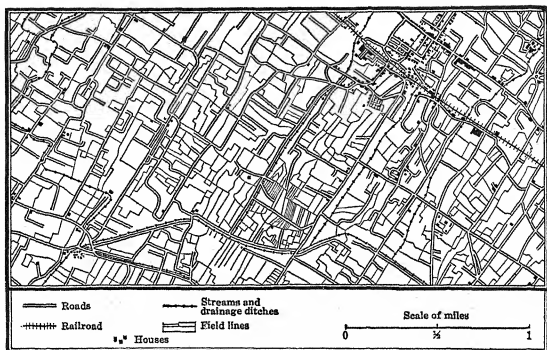 Roads
Streams and
drainage ditches
Scale of miles
Railroad
Field lines
0 ½ 1
Houses